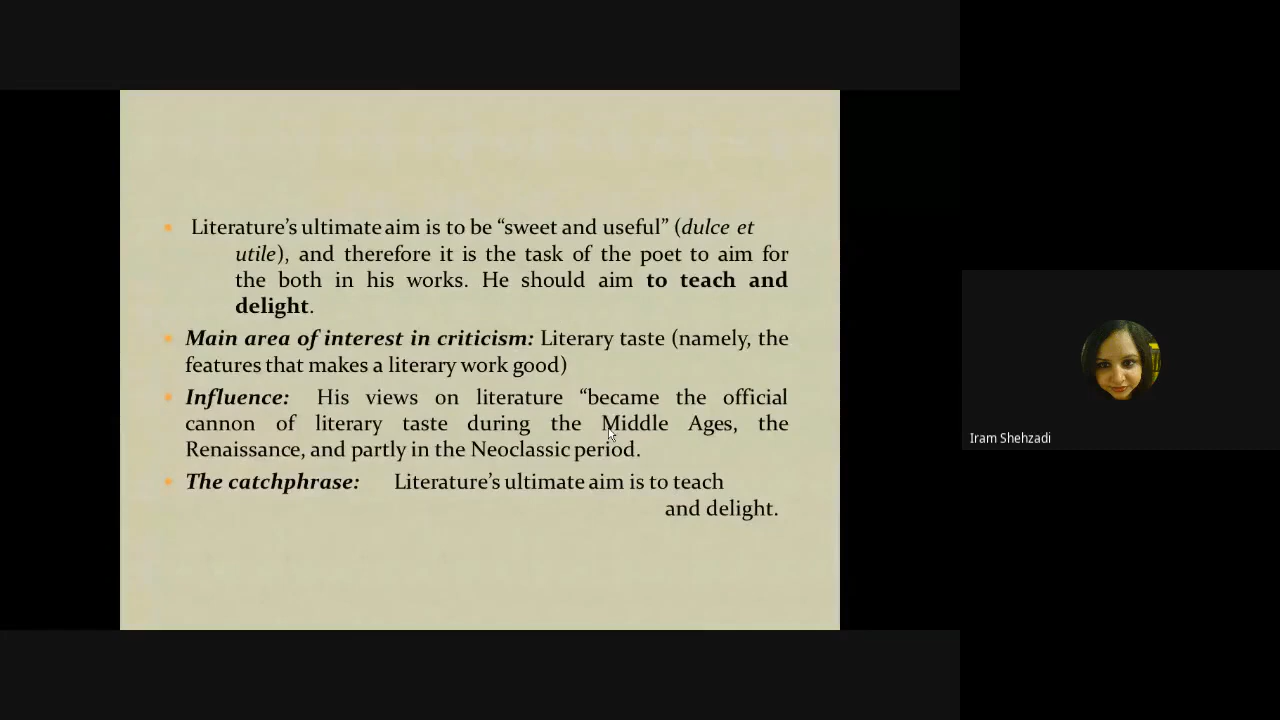 Literature’s ultimate aim is to be “sweet and useful” (dulce et
utile), and therefore it is the task of the poet to aim for
the both in his works. He should aim to teach and
delight.
Main area of interest in criticism: Literary taste (namely, the
features that makes a literary work good)
Influence: His views on literature “became the official
cannon of literary taste during the Middle Ages, the
Renaissance, and partly in the Neoclassic period.
The catchphrase: Literature’s ultimate aim is to teach
and delight.
Iram Shehzadi